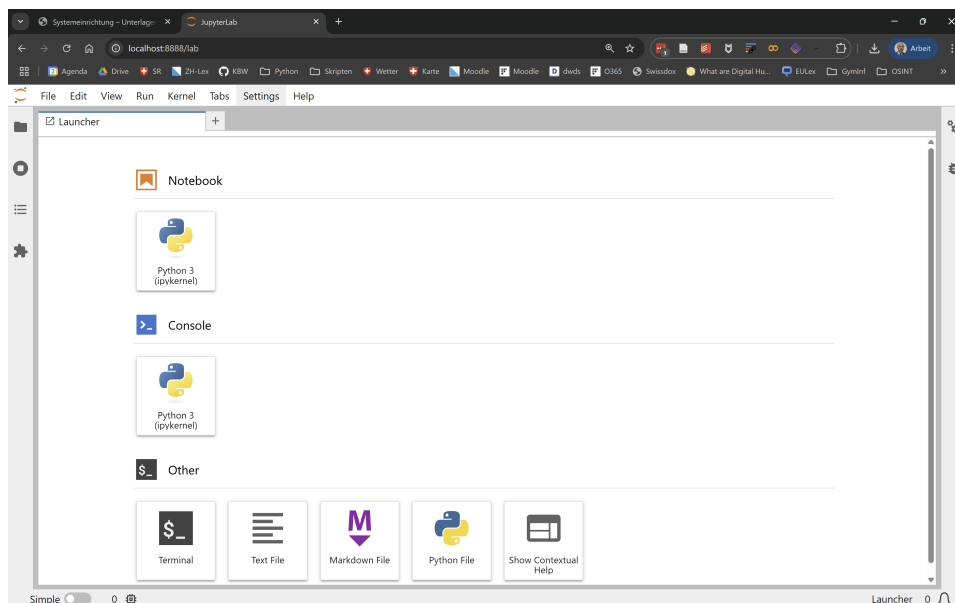 Systemeinrichtung – Unterlage
JupyterLab
localhost:8888/lab
Arbeit
Agenda Drive SR ZH-Lex KBW Python Skripten Wetter Karte Moodle Moodle dwds O365 Swissdox What are Digital Hu... EULex GymInf OSINT
File Edit View Run Kernel Tabs Settings Help
Launcher
Notebook
Python 3
(ipykernel)
Console
Python 3
(ipykernel)
$_ Other
$_
M
Terminal Text File Markdown File Python File Show Contextual
Help
Simple 0 Launcher 0